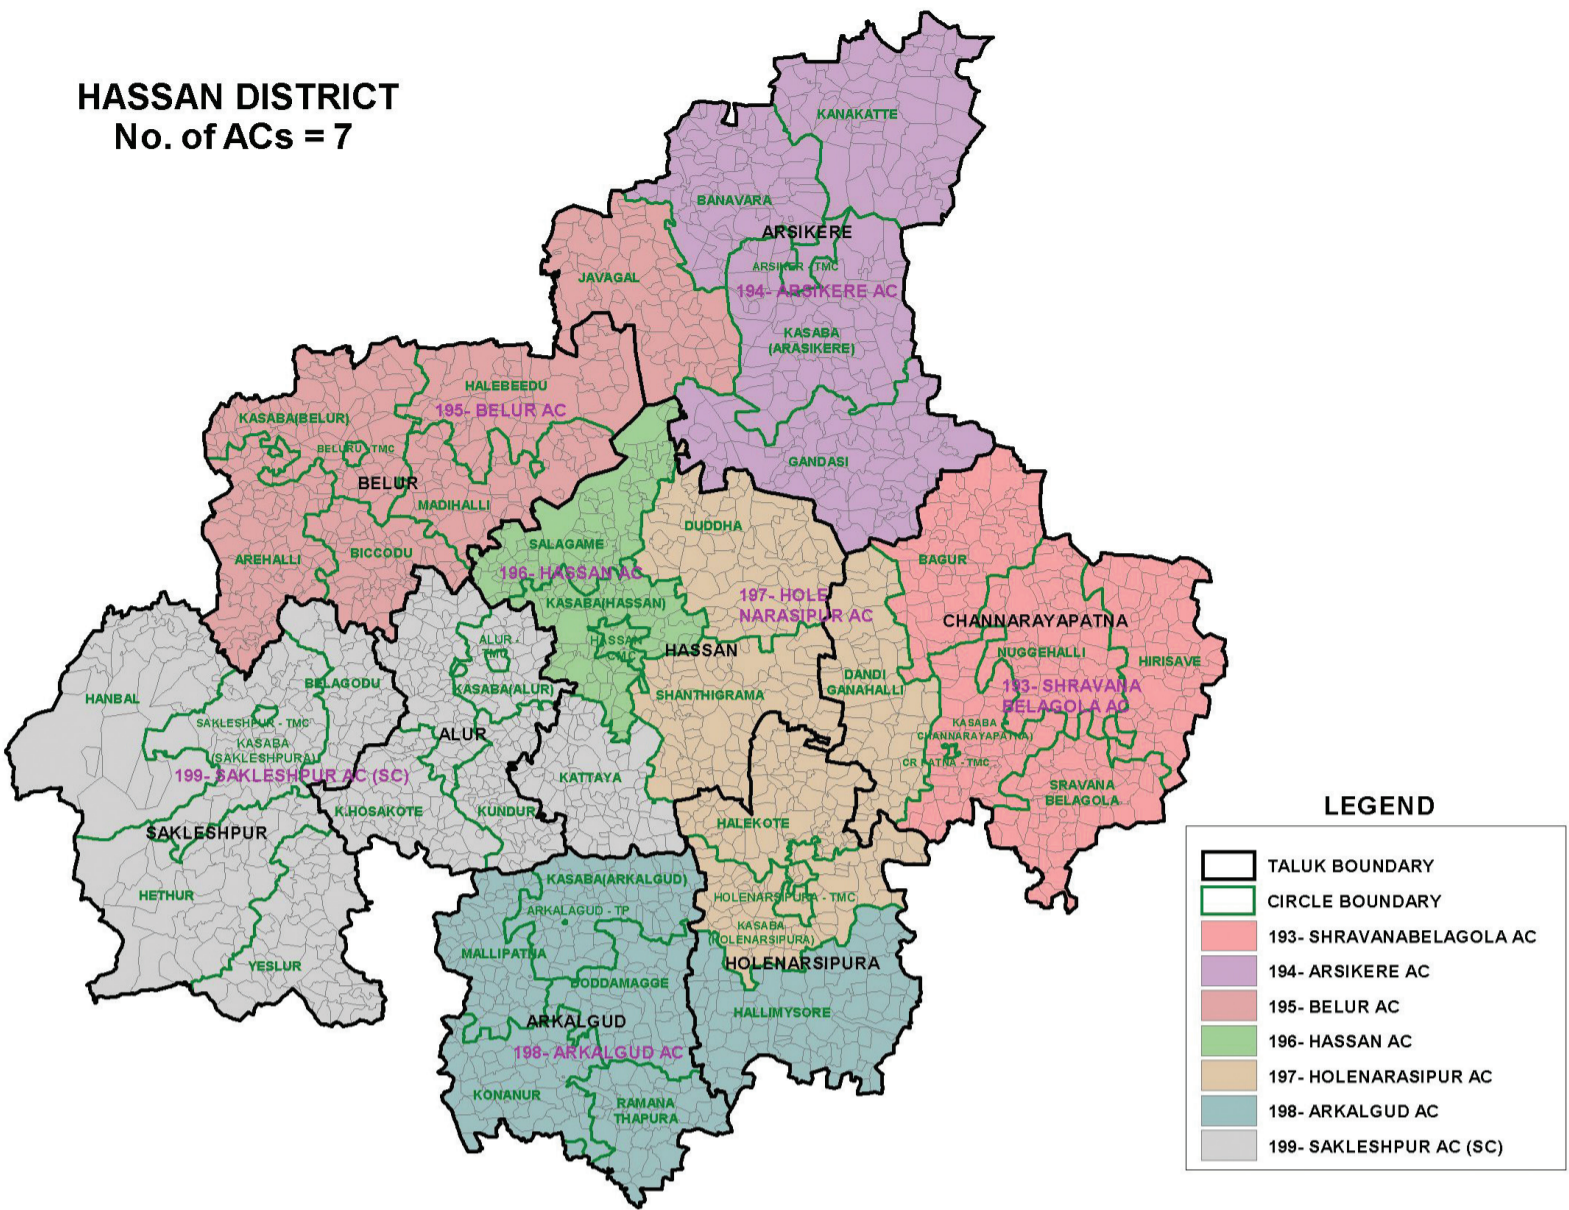 HASSAN DISTRICT
No. of ACs = 7
KANAKATTE
BANAVARA
ARSIKERE
ARSIKER - TMC
JAVAGAL
194- ARSIKERE AC
KASABA
(ARASIKERE)
HALEBEEDU
195- BELUR AC
KASABA(BELUR)
BELURU - TMC
GANDASI
BELUR
MADIHALLI
DUDDHA
SALAGAME
AREHALLI
BICCODU
BAGUR
196- HASSAN AC
KASABA(HASSAN)
197- HOLE
NARASIPUR AC
CHANNARAYAPATNA
ALUR -
TMC
HASSAN
CMC
HASSAN
NUGGEHALLI
HIRISAVE
BELAGODU
KASABA(ALUR)
DANDI
GANAHALLI
HANBAL
SHANTHIGRAMA
193- SHRAVANA
BELAGOLA AC
SAKLESHPUR - TMC
KASABA
(SAKLESHPURA)
ALUR
KASABA
CHANNARAYAPATNA)
CR PATNA - TMC
199- SAKLESHPUR AC (SC)
KATTAYA
SRAVANA
BELAGOLA
K.HOSAKOTE
KUNDUR
HALEKOTE
SAKLESHPUR
HETHUR
KASABA(ARKALGUD)
ARKALAGUD - TP
HOLENARSIPURA - TMC
KASABA
(HOLENARSIPURA)
MALLIPATNA
YESLUR
HOLENARSIPURA
DODDAMAGGE
HALLIMYSORE
ARKALGUD
198- ARKALGUD AC
KONANUR
RAMANA
THAPURA
LEGEND
TALUK BOUNDARY
CIRCLE BOUNDARY
193- SHRAVANABELAGOLA AC
194- ARSIKERE AC
195- BELUR AC
196- HASSAN AC
197- HOLENARASIPUR AC
198- ARKALGUD AC
199- SAKLESHPUR AC (SC)